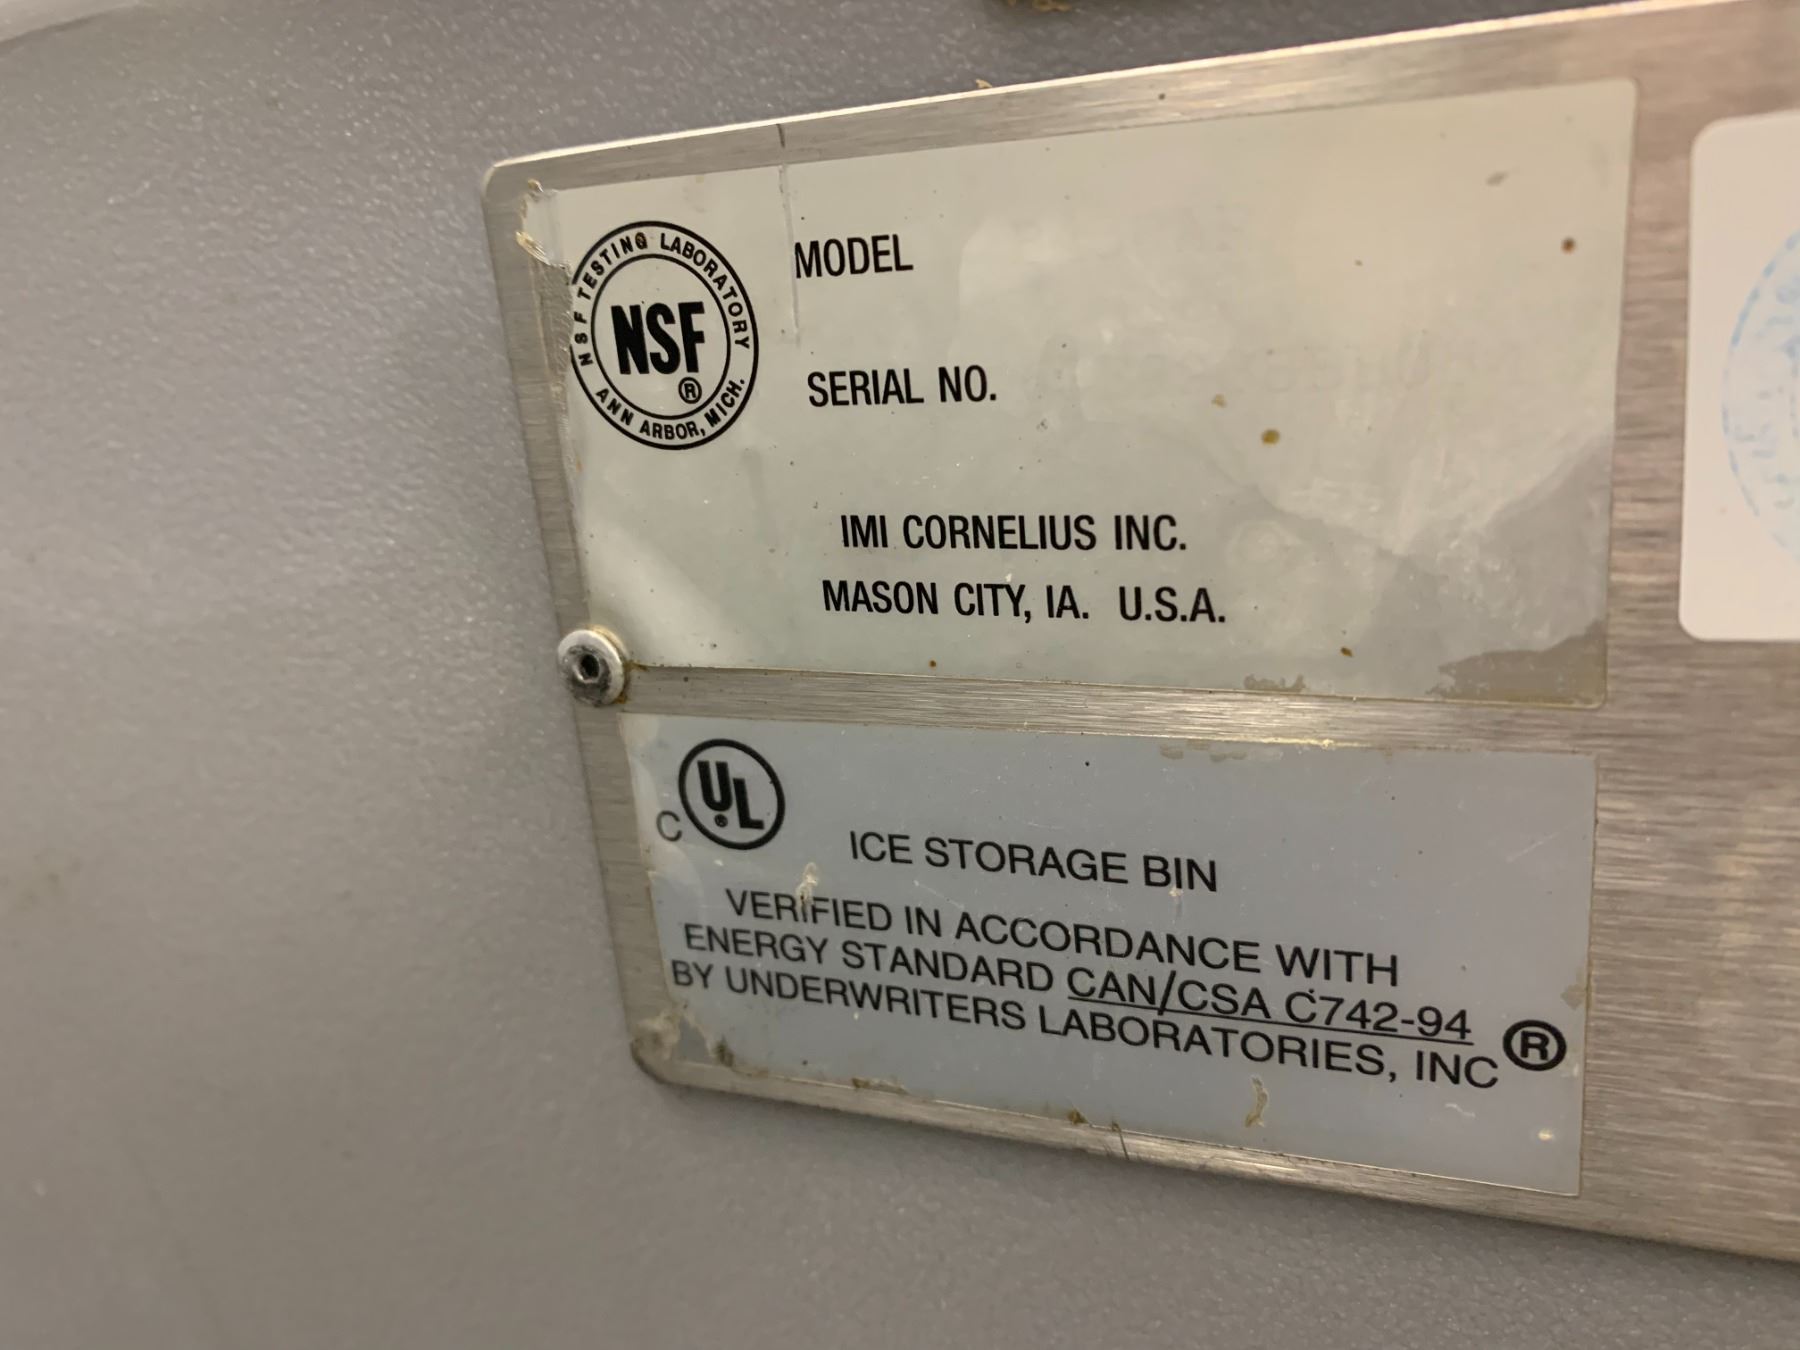 NSF TESTING LABORATORY
NSF®
ANN ARBOR, MICH.
MODEL
SERIAL NO.
IMI CORNELIUS INC.
MASON CITY, IA. U.S.A.
C UL®
ICE STORAGE BIN
VERIFIED IN ACCORDANCE WITH
ENERGY STANDARD CAN/CSA C742-94
BY UNDERWRITERS LABORATORIES, INC ®